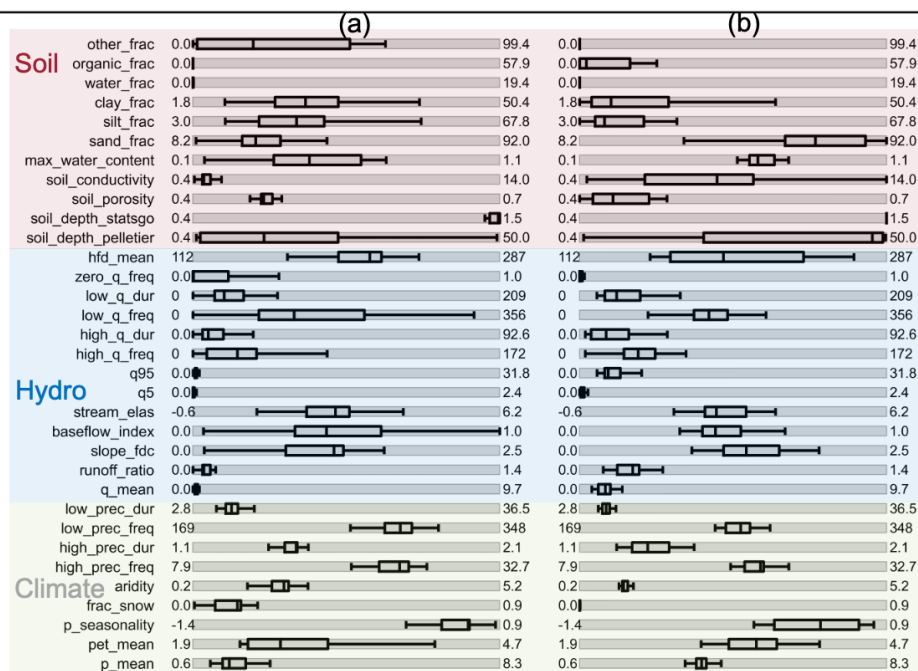 (a) (b)
Soil
other_frac 0.0 99.4 0.0 99.4
organic_frac 0.0 57.9 0.0 57.9
water_frac 0.0 19.4 0.0 19.4
clay_frac 1.8 50.4 1.8 50.4
silt_frac 3.0 67.8 3.0 67.8
sand_frac 8.2 92.0 8.2 92.0
max_water_content 0.1 1.1 0.1 1.1
soil_conductivity 0.4 14.0 0.4 14.0
soil_porosity 0.4 0.7 0.4 0.7
soil_depth_statsgo 0.4 1.5 0.4 1.5
soil_depth_pelletier 0.4 50.0 0.4 50.0
Hydro
hfd_mean 112 287 112 287
zero_q_freq 0.0 1.0 0.0 1.0
low_q_dur 0 209 0 209
low_q_freq 0 356 0 356
high_q_dur 0.0 92.6 0.0 92.6
high_q_freq 0 172 0 172
q95 0.0 31.8 0.0 31.8
q5 0.0 2.4 0.0 2.4
stream_elas -0.6 6.2 -0.6 6.2
baseflow_index 0.0 1.0 0.0 1.0
slope_fdc 0.0 2.5 0.0 2.5
runoff_ratio 0.0 1.4 0.0 1.4
q_mean 0.0 9.7 0.0 9.7
Climate
low_prec_dur 2.8 36.5 2.8 36.5
low_prec_freq 169 348 169 348
high_prec_dur 1.1 2.1 1.1 2.1
high_prec_freq 7.9 32.7 7.9 32.7
aridity 0.2 5.2 0.2 5.2
frac_snow 0.0 0.9 0.0 0.9
p_seasonality -1.4 0.9 -1.4 0.9
pet_mean 1.9 4.7 1.9 4.7
p_mean 0.6 8.3 0.6 8.3